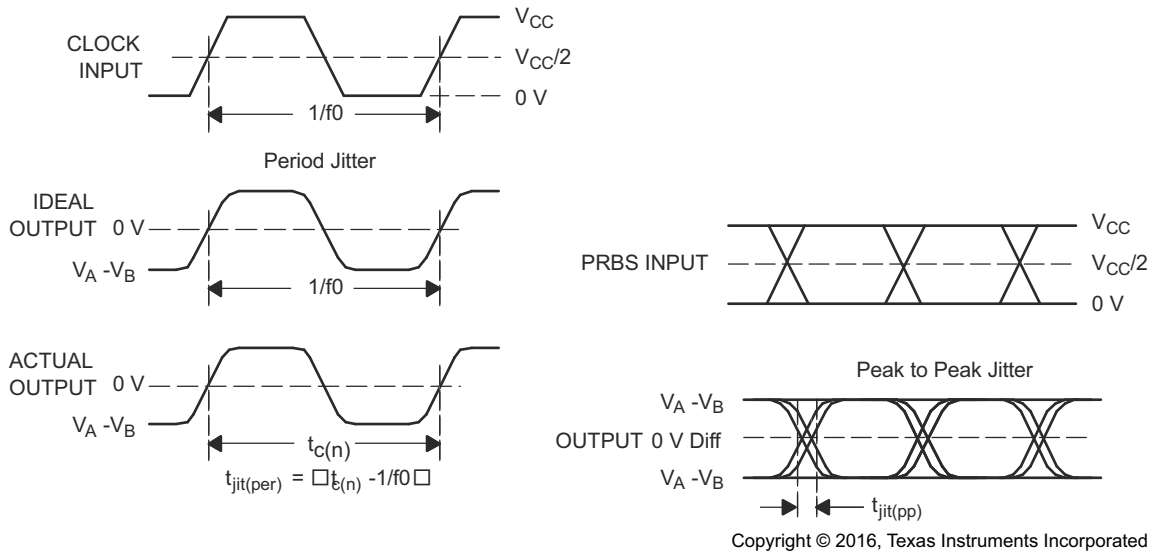 CLOCK
INPUT
V_CC
V_CC/2
0 V
1/f0
Period Jitter
IDEAL
OUTPUT 0 V
V_A -V_B
1/f0
ACTUAL
OUTPUT 0 V
V_A -V_B
t_c(n)
t_jit(per) = □t_c(n) -1/f0□
PRBS INPUT
V_CC
V_CC/2
0 V
Peak to Peak Jitter
V_A -V_B
OUTPUT 0 V Diff
V_A -V_B
t_jit(pp)
Copyright © 2016, Texas Instruments Incorporated